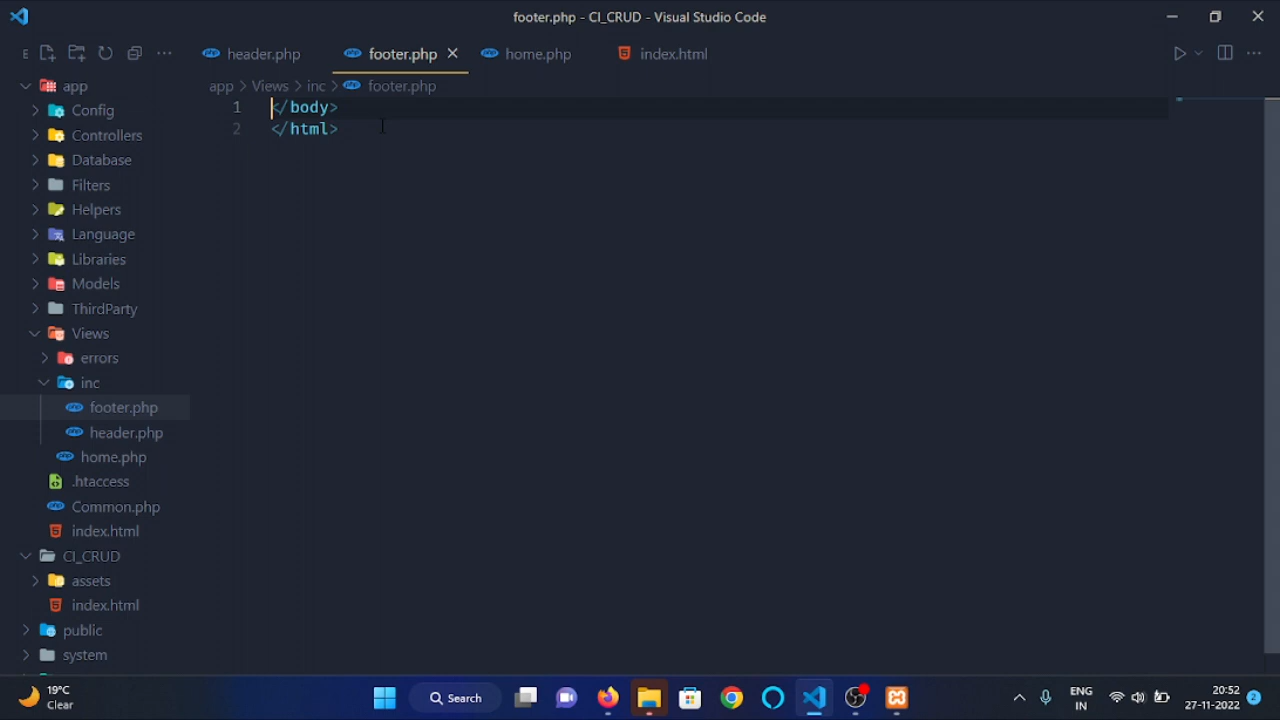 footer.php - CI_CRUD - Visual Studio Code
E
header.php
footer.php
home.php
index.html
app > Views > inc > footer.php
1 </body>
2 </html>
app
Config
Controllers
Database
Filters
Helpers
Language
Libraries
Models
ThirdParty
Views
errors
inc
footer.php
header.php
home.php
.htaccess
Common.php
index.html
CI_CRUD
assets
index.html
public
system
19°C
Clear
Search
ENG
IN
20:52
27-11-2022
2